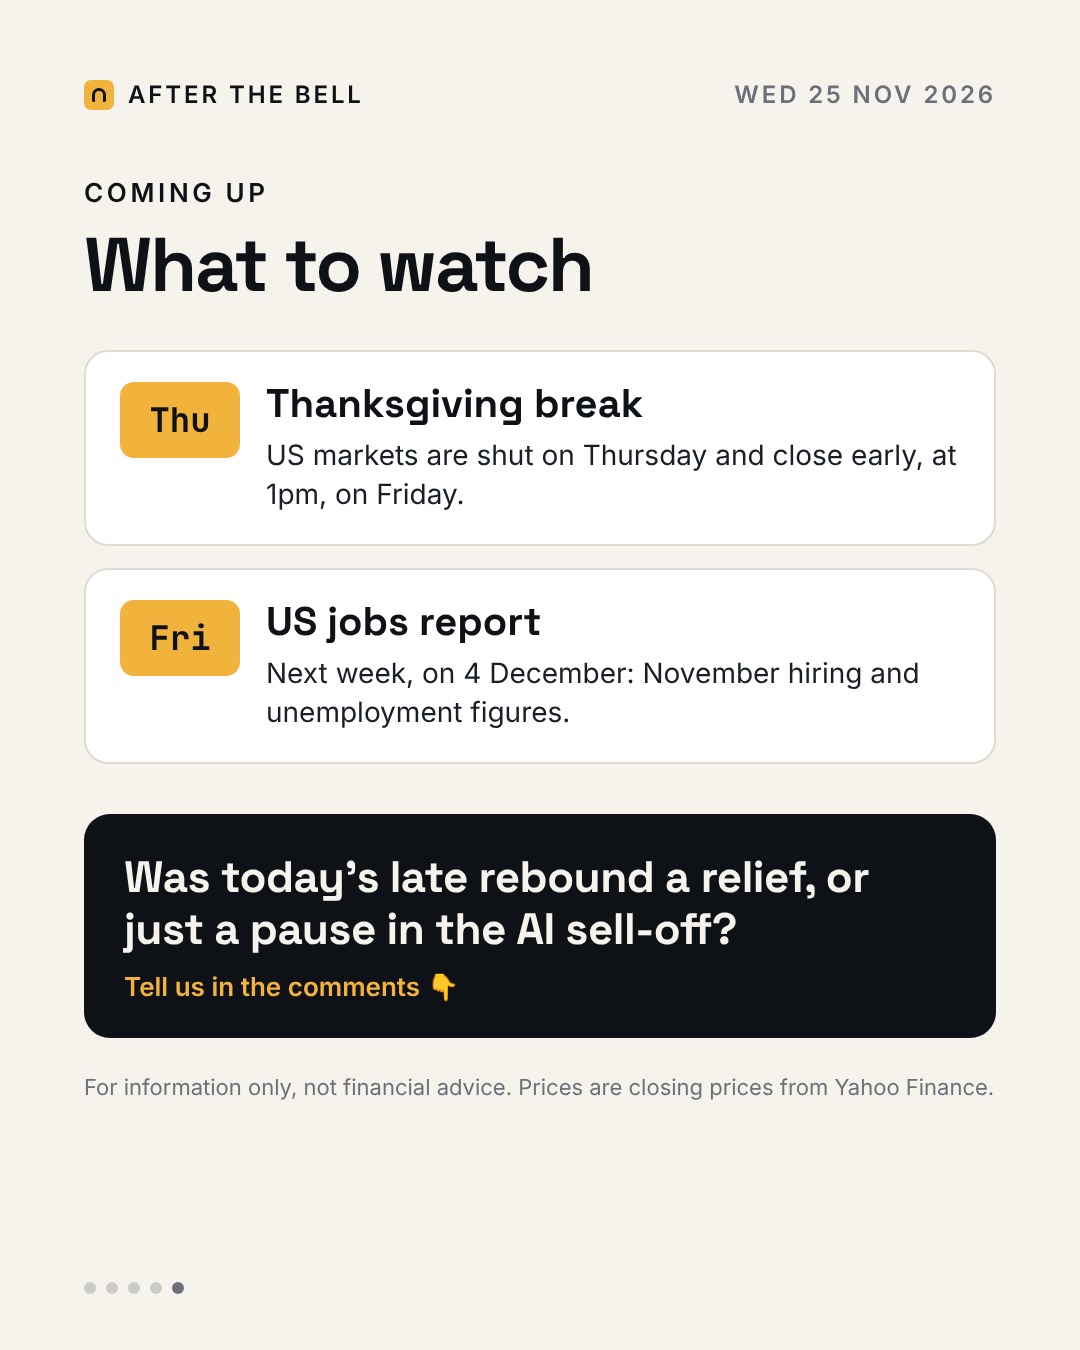 AFTER THE BELL
WED 25 NOV 2026
COMING UP
What to watch
Thu
Thanksgiving break
US markets are shut on Thursday and close early, at
1pm, on Friday.
Fri
US jobs report
Next week, on 4 December: November hiring and
unemployment figures.
Was today’s late rebound a relief, or
just a pause in the AI sell-off?
Tell us in the comments 👇
For information only, not financial advice. Prices are closing prices from Yahoo Finance.